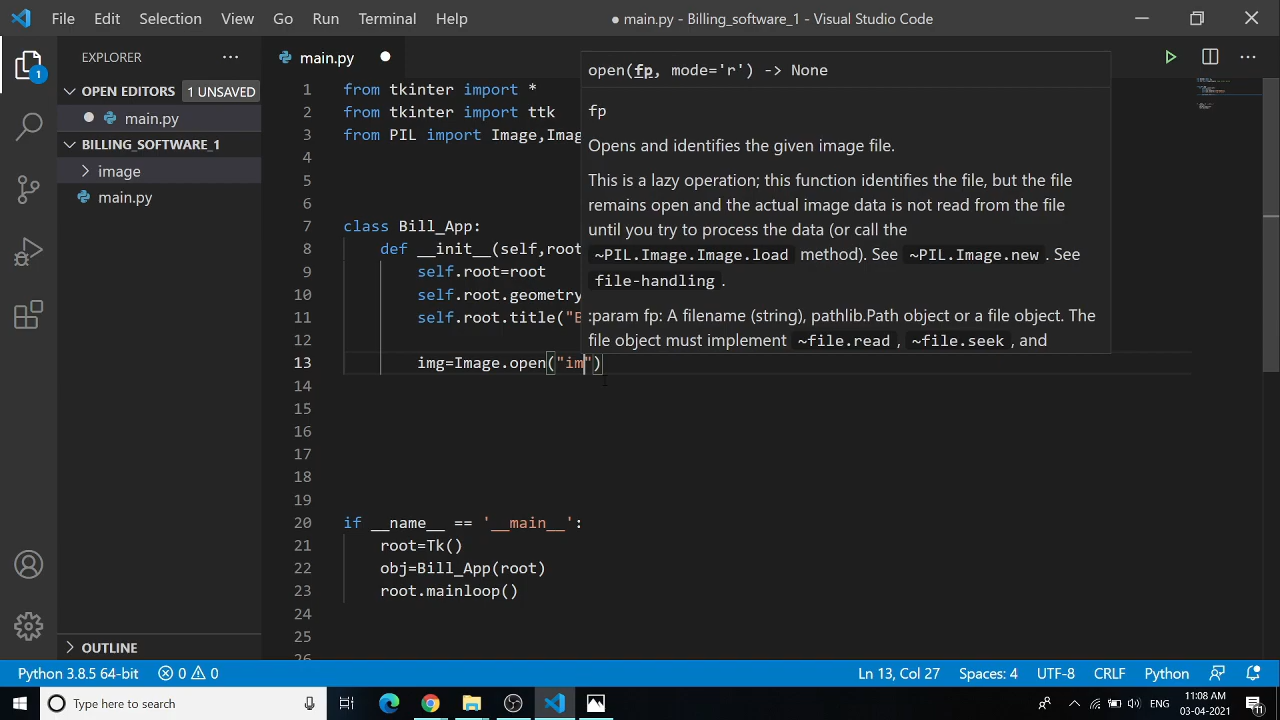 File Edit Selection View Go Run Terminal Help ● main.py - Billing_software_1 - Visual Studio Code
EXPLORER ...
OPEN EDITORS 1 UNSAVED
main.py
BILLING_SOFTWARE_1
image
main.py
OUTLINE
1
main.py
1 from tkinter import *
2 from tkinter import ttk
3 from PIL import Image,Imag
4
5
6
7 class Bill_App:
8 def __init__(self,root
9 self.root=root
10 self.root.geometry
11 self.root.title("B
12
13 img=Image.open("im")
14
15
16
17
18
19
20 if __name__ == '__main__':
21 root=Tk()
22 obj=Bill_App(root)
23 root.mainloop()
24
25
26
open(fp, mode='r') -> None
fp
Opens and identifies the given image file.
This is a lazy operation; this function identifies the file, but the file
remains open and the actual image data is not read from the file
until you try to process the data (or call the
~PIL.Image.Image.load method). See ~PIL.Image.new . See
file-handling .
:param fp: A filename (string), pathlib.Path object or a file object. The
file object must implement ~file.read , ~file.seek , and
Python 3.8.5 64-bit 0 0 Ln 13, Col 27 Spaces: 4 UTF-8 CRLF Python
Type here to search
ENG
11:08 AM
03-04-2021
11